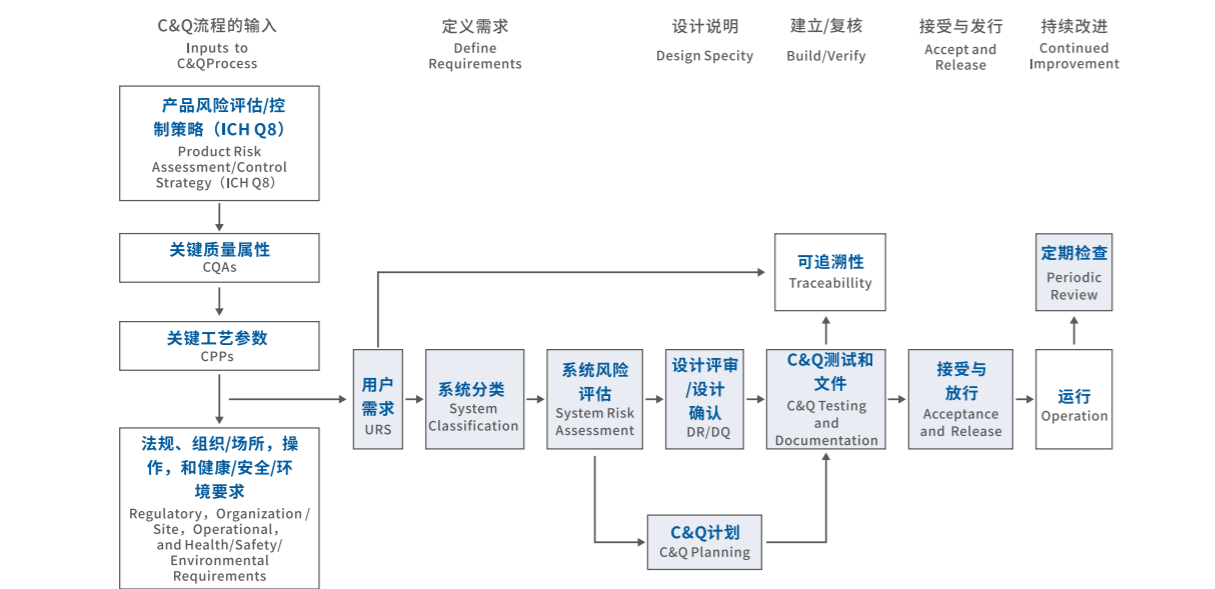 C&Q流程的输入
Inputs to
C&QProcess
定义需求
Define
Requirements
设计说明
Design Specity
建立/复核
Build/Verify
接受与发行
Accept and
Release
持续改进
Continued
Improvement
产品风险评估/控
制策略（ICH Q8）
Product Risk
Assessment/Control
Strategy（ICH Q8）
关键质量属性
CQAs
关键工艺参数
CPPs
法规、组织/场所，操
作，和健康/安全/环
境要求
Regulatory，Organization /
Site，Operational，
and Health/Safety/
Environmental
Requirements
用户
需求
URS
系统分类
System
Classification
系统风险
评估
System Risk
Assessment
设计评审
/设计
确认
DR/DQ
C&Q计划
C&Q Planning
可追溯性
Traceabillity
C&Q测试和
文件
C&Q Testing
and
Documentation
接受与
放行
Acceptance
and Release
定期检查
Periodic
Review
运行
Operation